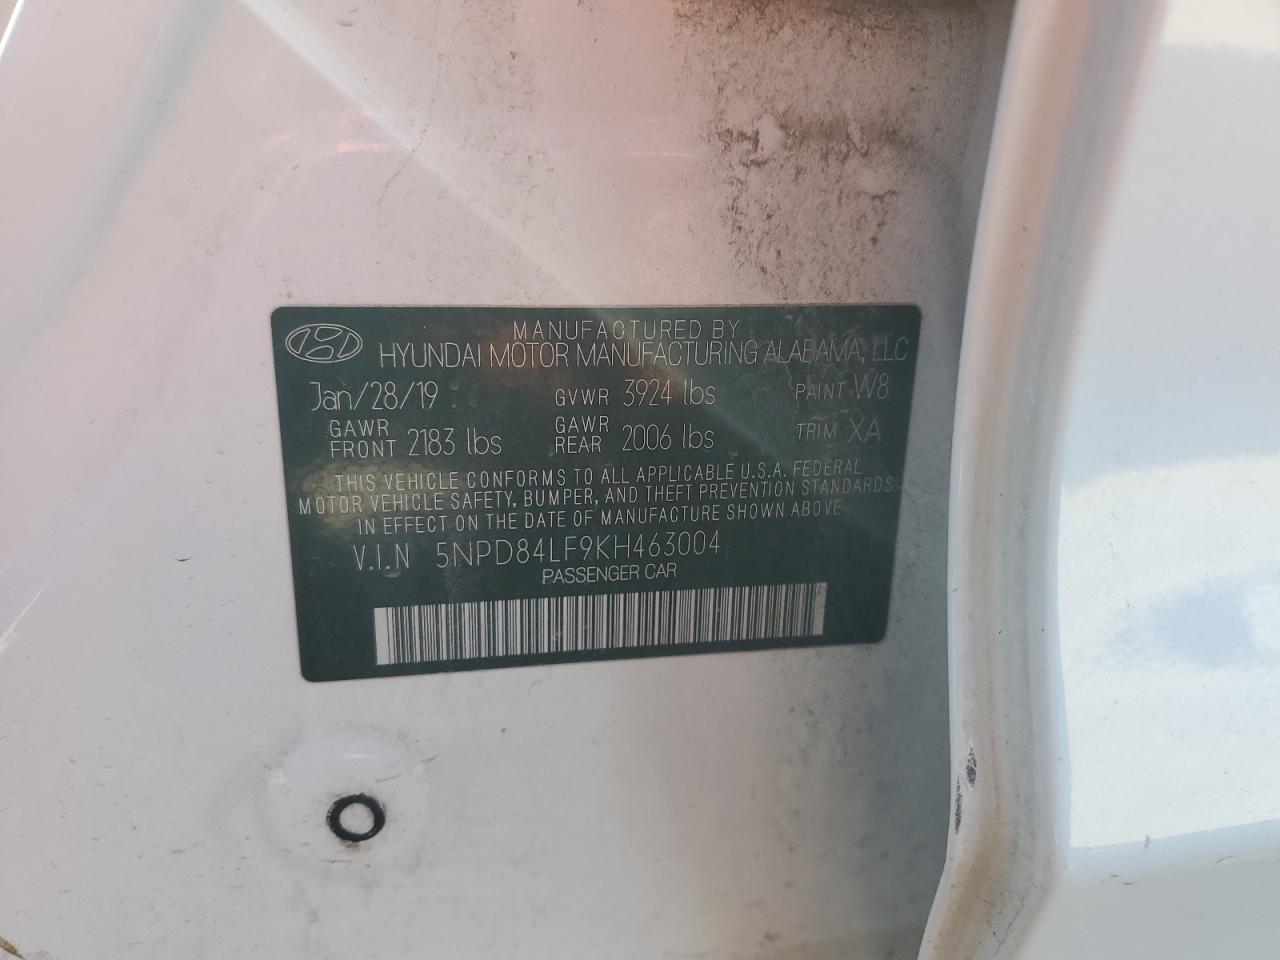 MANUFACTURED BY
HYUNDAI MOTOR MANUFACTURING ALABAMA, LLC
Jan/28/19 GVWR 3924 lbs PAINT W8
GAWR FRONT 2183 lbs GAWR REAR 2006 lbs TRIM XA
THIS VEHICLE CONFORMS TO ALL APPLICABLE U.S.A. FEDERAL
MOTOR VEHICLE SAFETY, BUMPER, AND THEFT PREVENTION STANDARDS
IN EFFECT ON THE DATE OF MANUFACTURE SHOWN ABOVE
V.I.N 5NPD84LF9KH463004
PASSENGER CAR